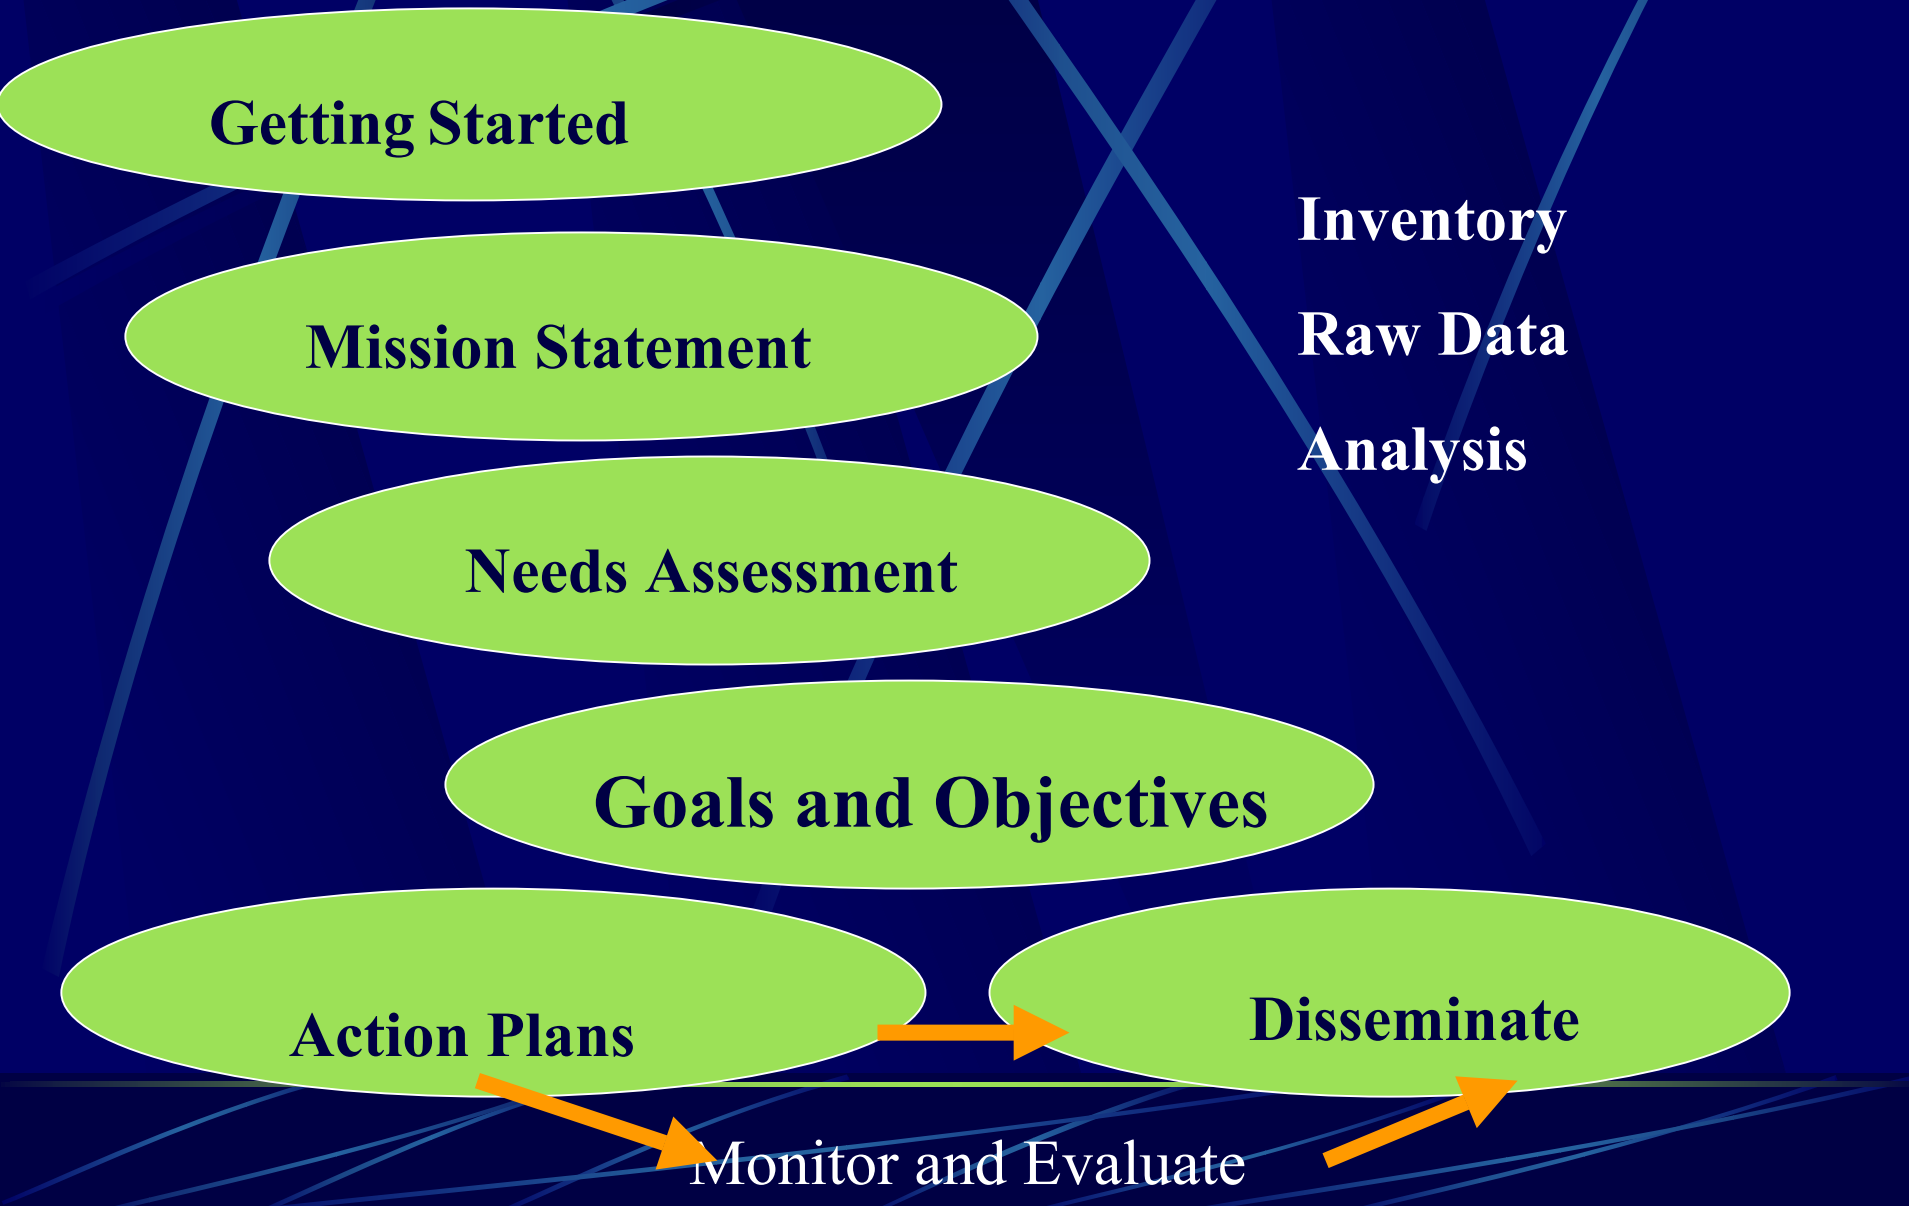 Getting Started
Inventory
Mission Statement
Raw Data
Analysis
Needs Assessment
Goals and Objectives
Action Plans
Disseminate
Monitor and Evaluate